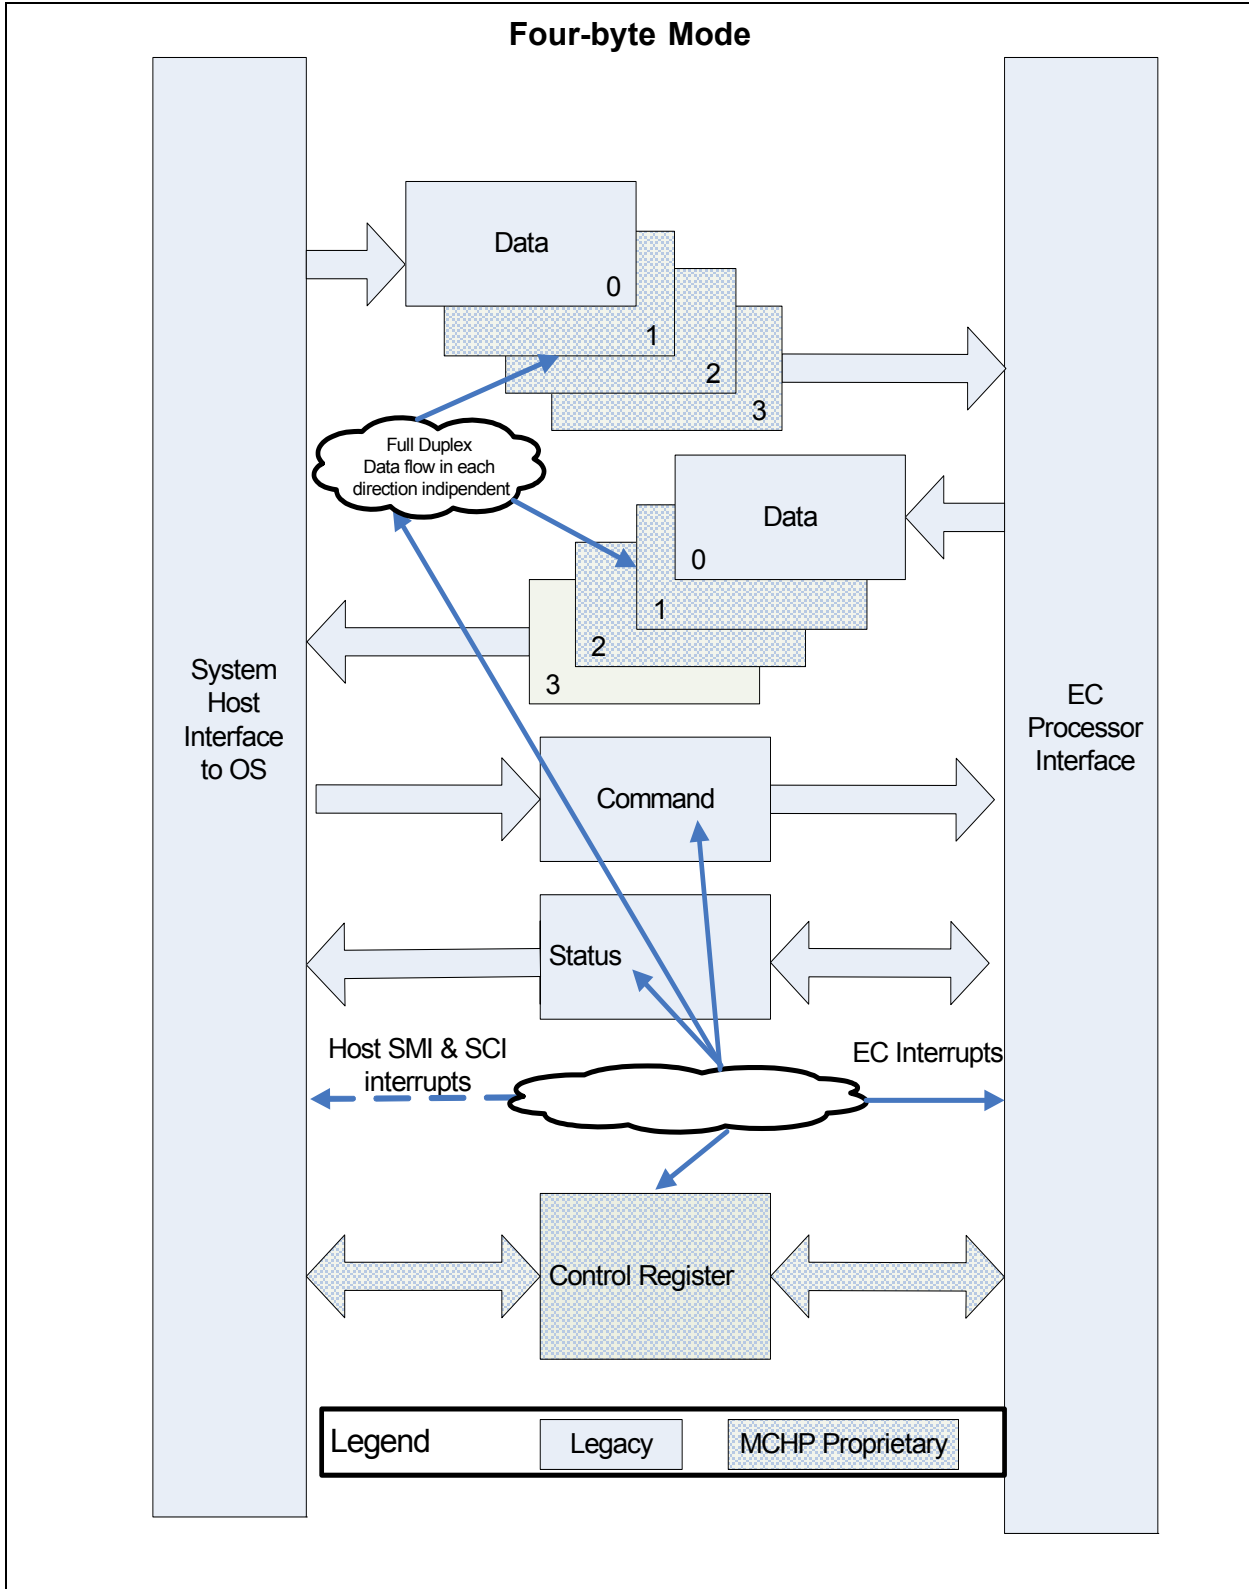 Four-byte Mode
Data
0
1
2
3
Full Duplex
Data flow in each
direction indipendent
Data
0
1
2
3
System
Host
Interface
to OS
EC
Processor
Interface
Command
Status
Host SMI & SCI
interrupts
EC Interrupts
Control Register
Legend
Legacy
MCHP Proprietary